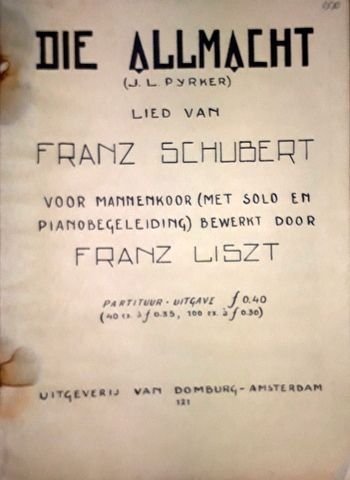 DIE ALLMACHT
(J. L. PYRKER)
LIED VAN
FRANZ SCHUBERT
VOOR MANNENKOOR (MET SOLO EN
PIANOBEGELEIDING) BEWERKT DOOR
FRANZ LISZT
PARTITUUR - UITGAVE ƒ 0.40
(40 EX. À ƒ 0.35, 100 EX. À ƒ 0.30)
UITGEVERIJ VAN DOMBURG - AMSTERDAM
121